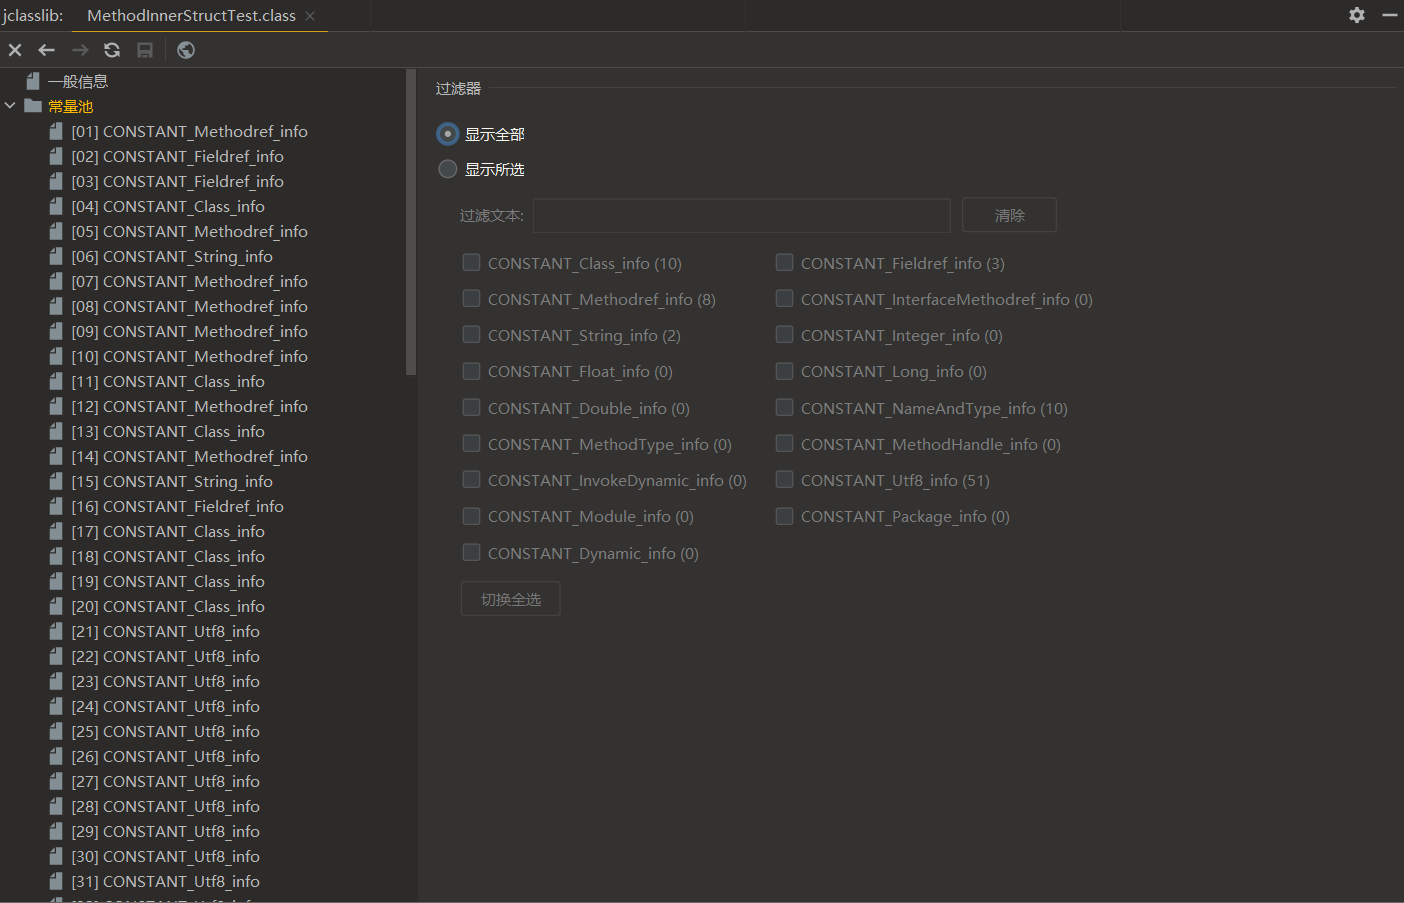 jclasslib: MethodInnerStructTest.class
一般信息
常量池
[01] CONSTANT_Methodref_info
[02] CONSTANT_Fieldref_info
[03] CONSTANT_Fieldref_info
[04] CONSTANT_Class_info
[05] CONSTANT_Methodref_info
[06] CONSTANT_String_info
[07] CONSTANT_Methodref_info
[08] CONSTANT_Methodref_info
[09] CONSTANT_Methodref_info
[10] CONSTANT_Methodref_info
[11] CONSTANT_Class_info
[12] CONSTANT_Methodref_info
[13] CONSTANT_Class_info
[14] CONSTANT_Methodref_info
[15] CONSTANT_String_info
[16] CONSTANT_Fieldref_info
[17] CONSTANT_Class_info
[18] CONSTANT_Class_info
[19] CONSTANT_Class_info
[20] CONSTANT_Class_info
[21] CONSTANT_Utf8_info
[22] CONSTANT_Utf8_info
[23] CONSTANT_Utf8_info
[24] CONSTANT_Utf8_info
[25] CONSTANT_Utf8_info
[26] CONSTANT_Utf8_info
[27] CONSTANT_Utf8_info
[28] CONSTANT_Utf8_info
[29] CONSTANT_Utf8_info
[30] CONSTANT_Utf8_info
[31] CONSTANT_Utf8_info
过滤器
显示全部
显示所选
过滤文本: 清除
CONSTANT_Class_info (10) CONSTANT_Fieldref_info (3)
CONSTANT_Methodref_info (8) CONSTANT_InterfaceMethodref_info (0)
CONSTANT_String_info (2) CONSTANT_Integer_info (0)
CONSTANT_Float_info (0) CONSTANT_Long_info (0)
CONSTANT_Double_info (0) CONSTANT_NameAndType_info (10)
CONSTANT_MethodType_info (0) CONSTANT_MethodHandle_info (0)
CONSTANT_InvokeDynamic_info (0) CONSTANT_Utf8_info (51)
CONSTANT_Module_info (0) CONSTANT_Package_info (0)
CONSTANT_Dynamic_info (0)
切换全选